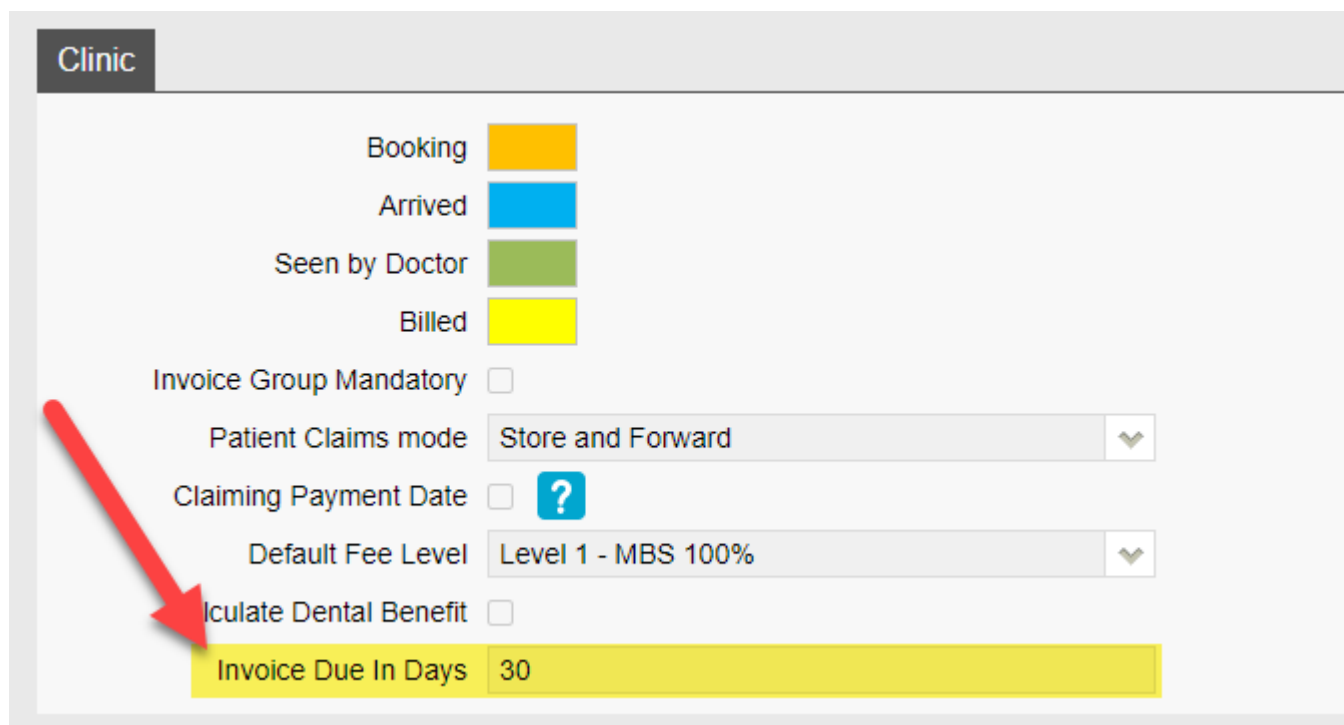 Clinic
Booking
Arrived
Seen by Doctor
Billed
Invoice Group Mandatory
Patient Claims mode Store and Forward
Claiming Payment Date ?
Default Fee Level Level 1 - MBS 100%
lculate Dental Benefit
Invoice Due In Days 30